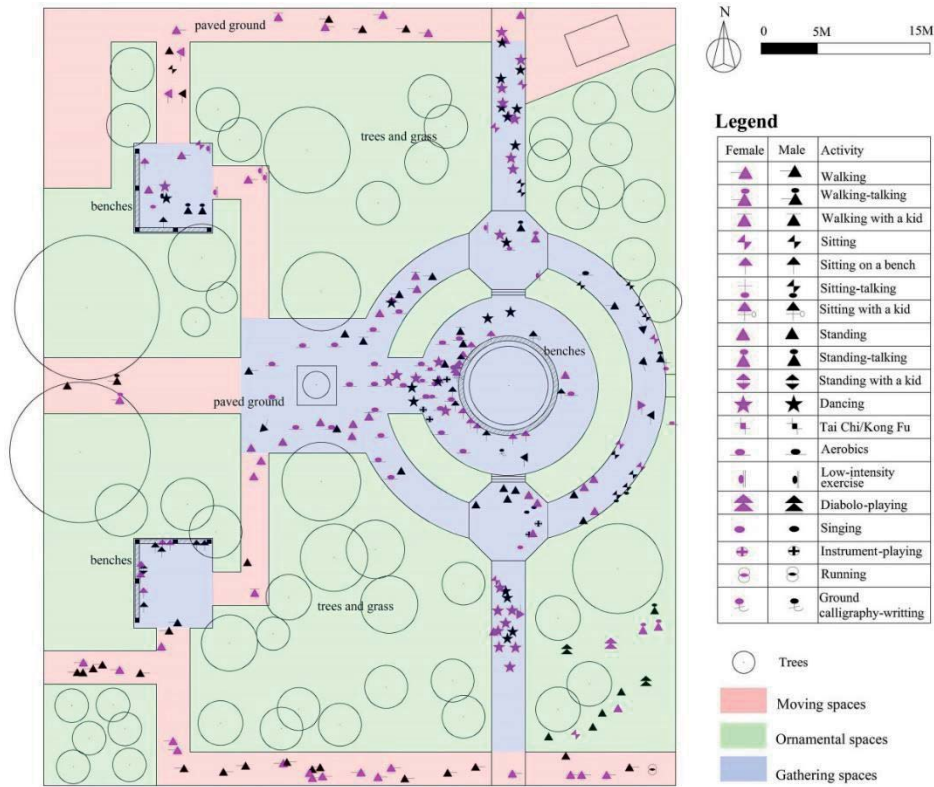 paved ground
trees and grass
benches
benches
paved ground
benches
trees and grass
N
0 5M 15M
Legend
Female Male Activity
Walking
Walking-talking
Walking with a kid
Sitting
Sitting on a bench
Sitting-talking
Sitting with a kid
Standing
Standing-talking
Standing with a kid
Dancing
Tai Chi/Kong Fu
Aerobics
Low-intensity
exercise
Diabolo-playing
Singing
Instrument-playing
Running
Ground
calligraphy-writting
Trees
Moving spaces
Ornamental spaces
Gathering spaces